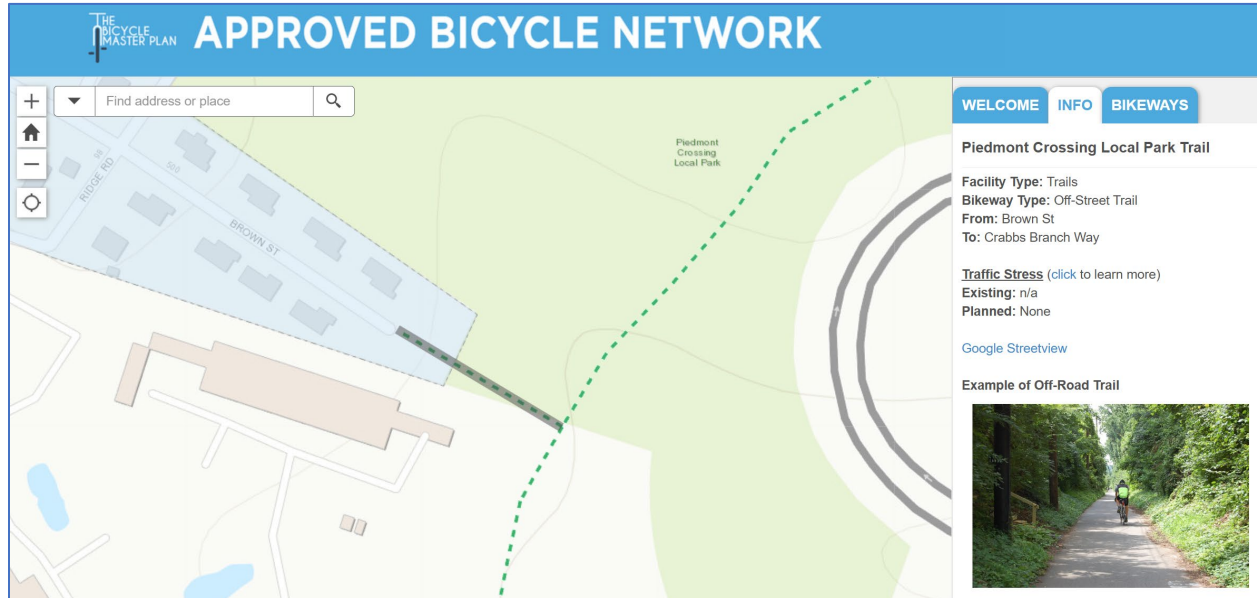 THE
BICYCLE
MASTER PLAN
APPROVED BICYCLE NETWORK
Find address or place
WELCOME INFO BIKEWAYS
Piedmont Crossing Local Park Trail
Facility Type: Trails
Bikeway Type: Off-Street Trail
From: Brown St
To: Crabbs Branch Way
Traffic Stress (click to learn more)
Existing: n/a
Planned: None
Google Streetview
Example of Off-Road Trail
Piedmont
Crossing
Local Park
RIDGE RD
500
BROWN ST